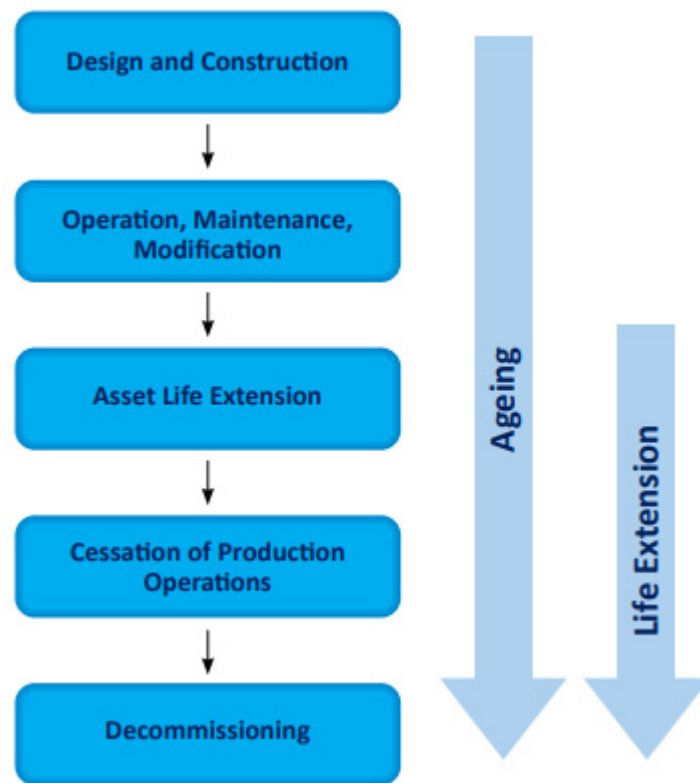 Design and Construction
Operation, Maintenance,
Modification
Asset Life Extension
Cessation of Production
Operations
Decommissioning
Ageing
Life Extension